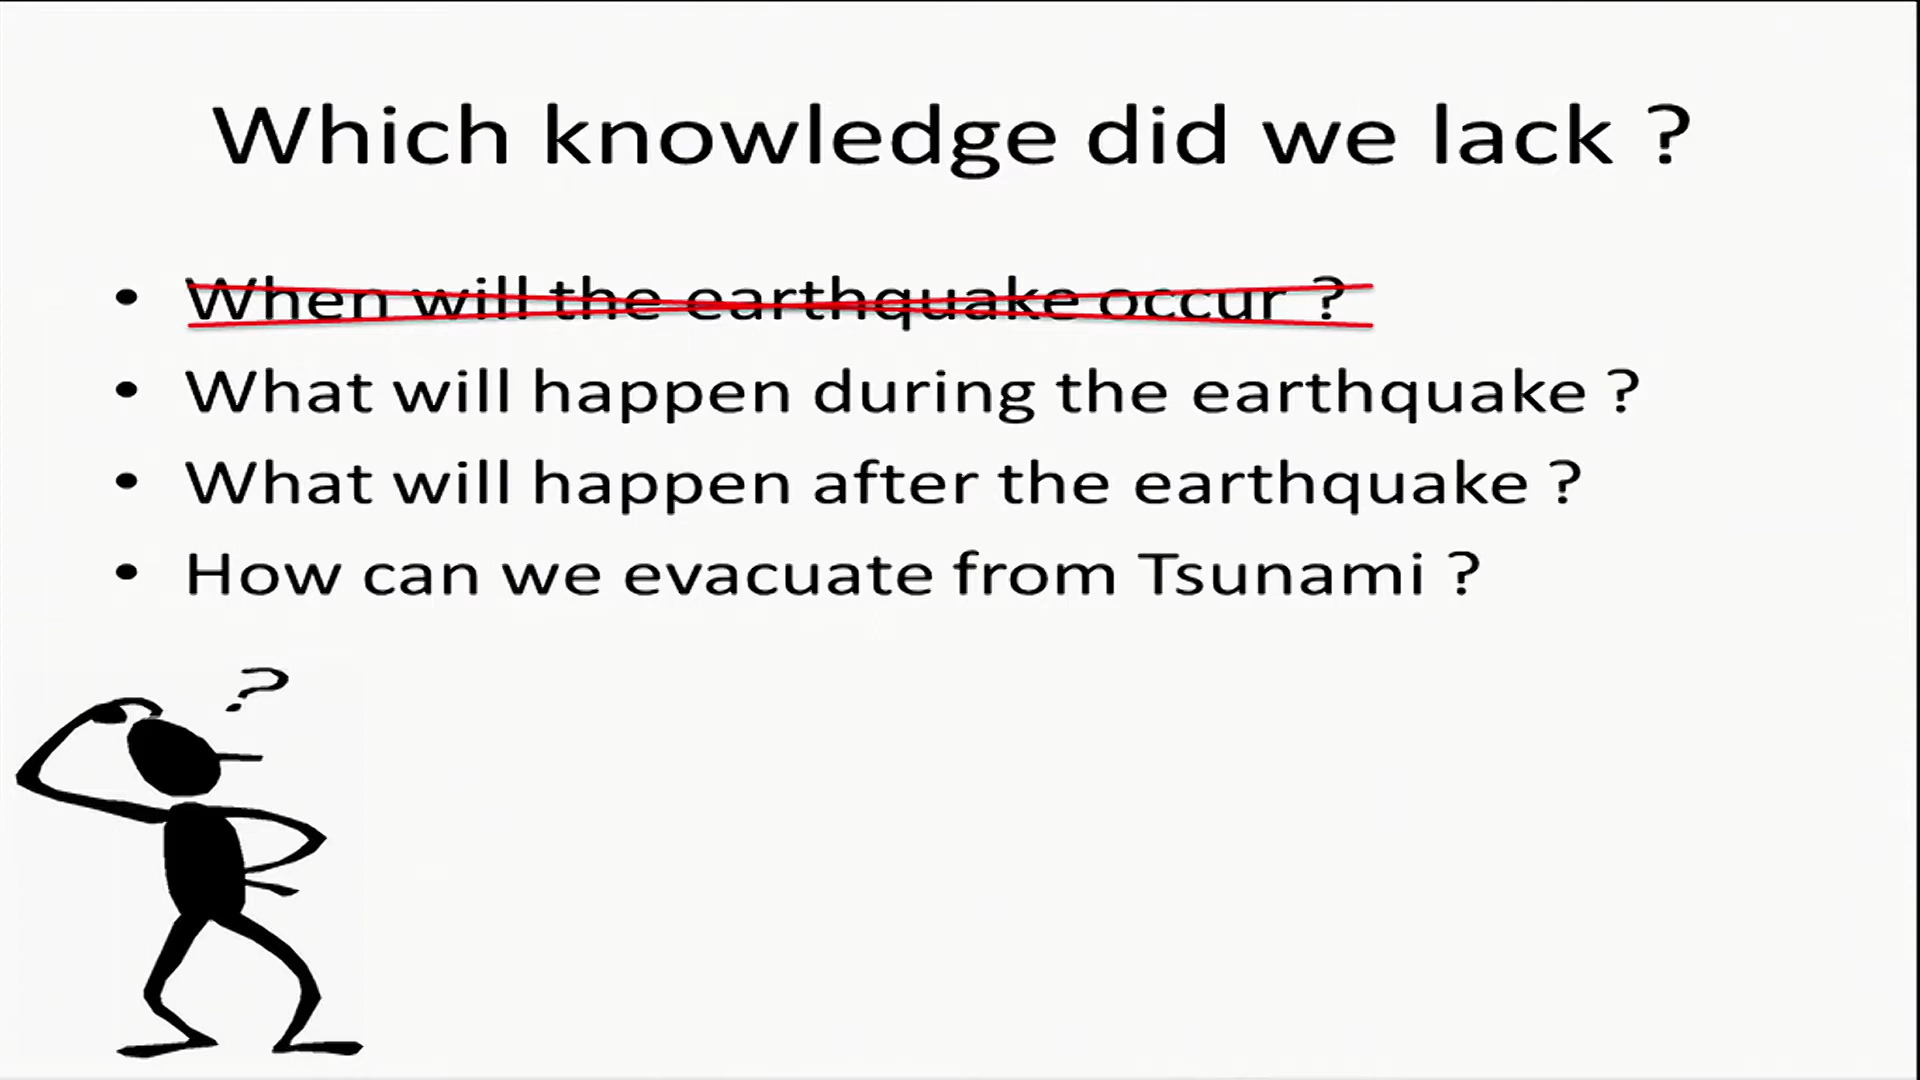 Which knowledge did we lack ?
• When will the earthquake occur ?
• What will happen during the earthquake ?
• What will happen after the earthquake ?
• How can we evacuate from Tsunami ?
?